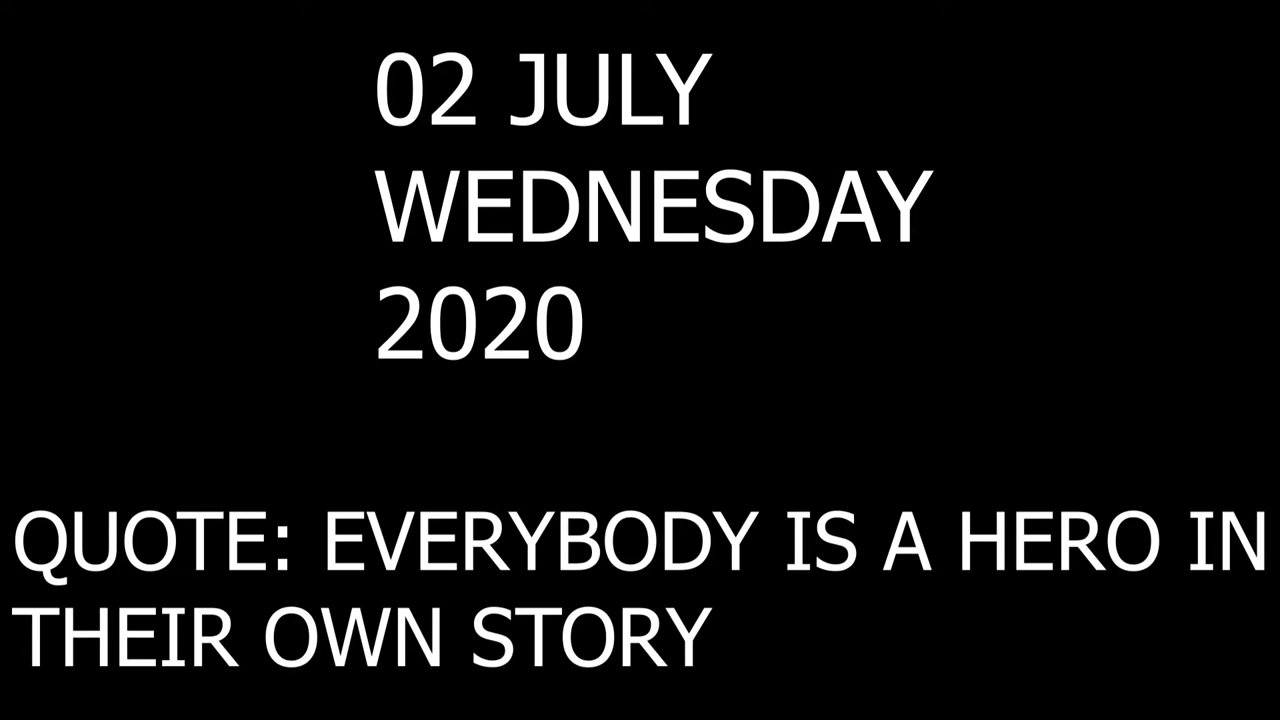 02 JULY
WEDNESDAY
2020
QUOTE: EVERYBODY IS A HERO IN
THEIR OWN STORY